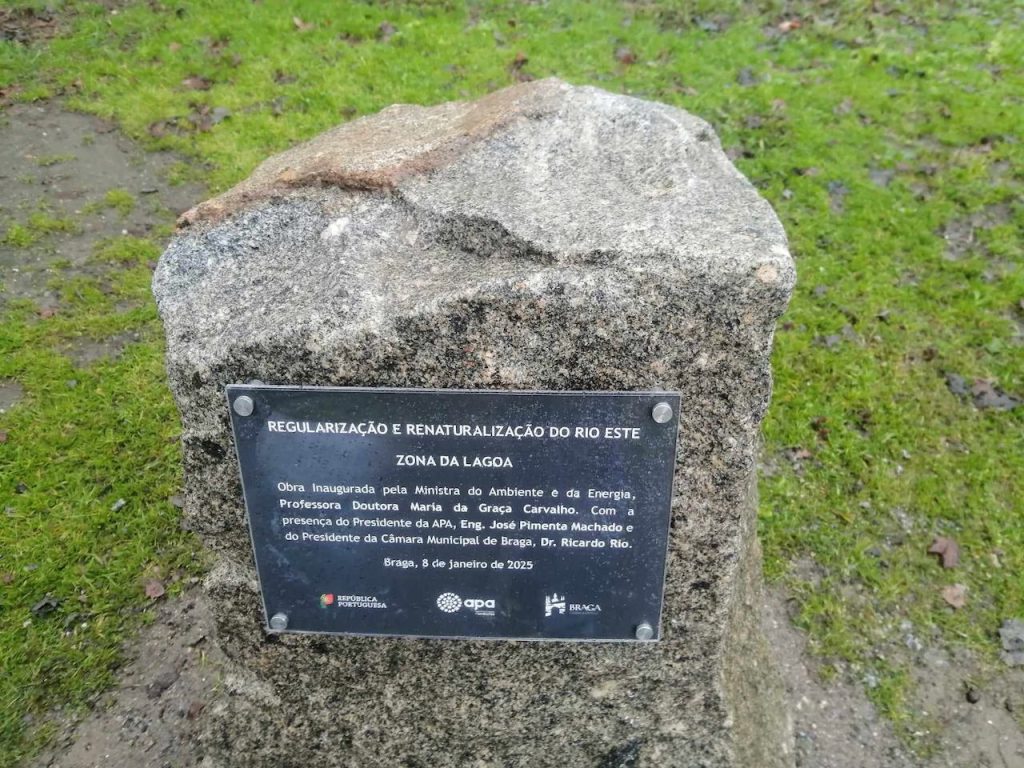 REGULARIZAÇÃO E RENATURALIZAÇÃO DO RIO ESTE
ZONA DA LAGOA
Obra Inaugurada pela Ministra do Ambiente e da Energia,
Professora Doutora Maria da Graça Carvalho. Com a
presença do Presidente da APA, Eng. José Pimenta Machado e
do Presidente da Câmara Municipal de Braga, Dr. Ricardo Rio.
Braga, 8 de janeiro de 2025
REPÚBLICA
PORTUGUESA
apa
BRAGA